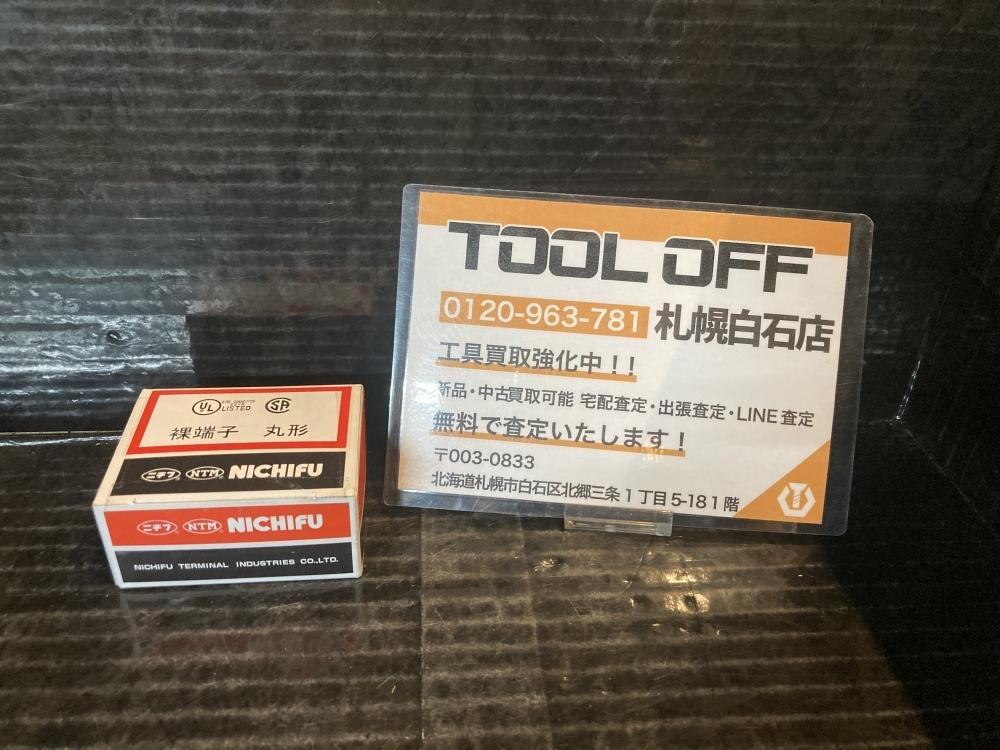 TOOL OFF
0120-963-781 札幌白石店
工具買取強化中！！
新品・中古買取可能 宅配査定・出張査定・LINE査定
無料で査定いたします！
〒003-0833
北海道札幌市白石区北郷三条1丁目5-181階
UL LISTED
裸端子 丸形
ニチフ NTM NICHIFU
ニチフ NTM NICHIFU
NICHIFU TERMINAL INDUSTRIES CO.,LTD.